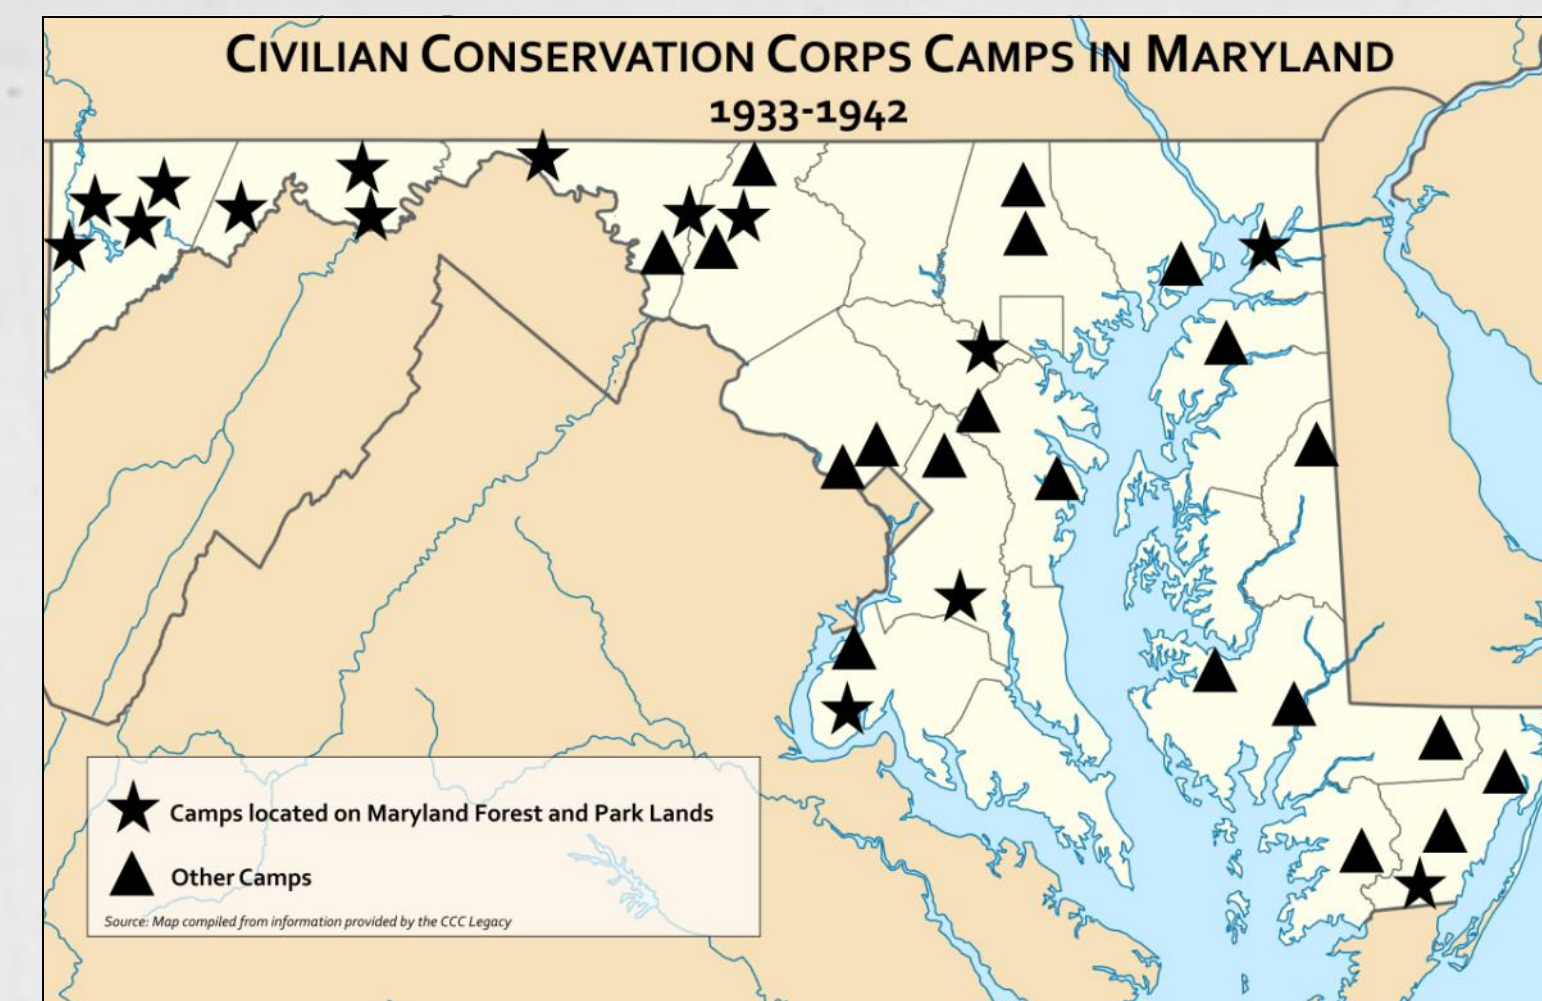 CIVILIAN CONSERVATION CORPS CAMPS IN MARYLAND
1933-1942
Camps located on Maryland Forest and Park Lands
Other Camps
Source: Map compiled from information provided by the CCC Legacy